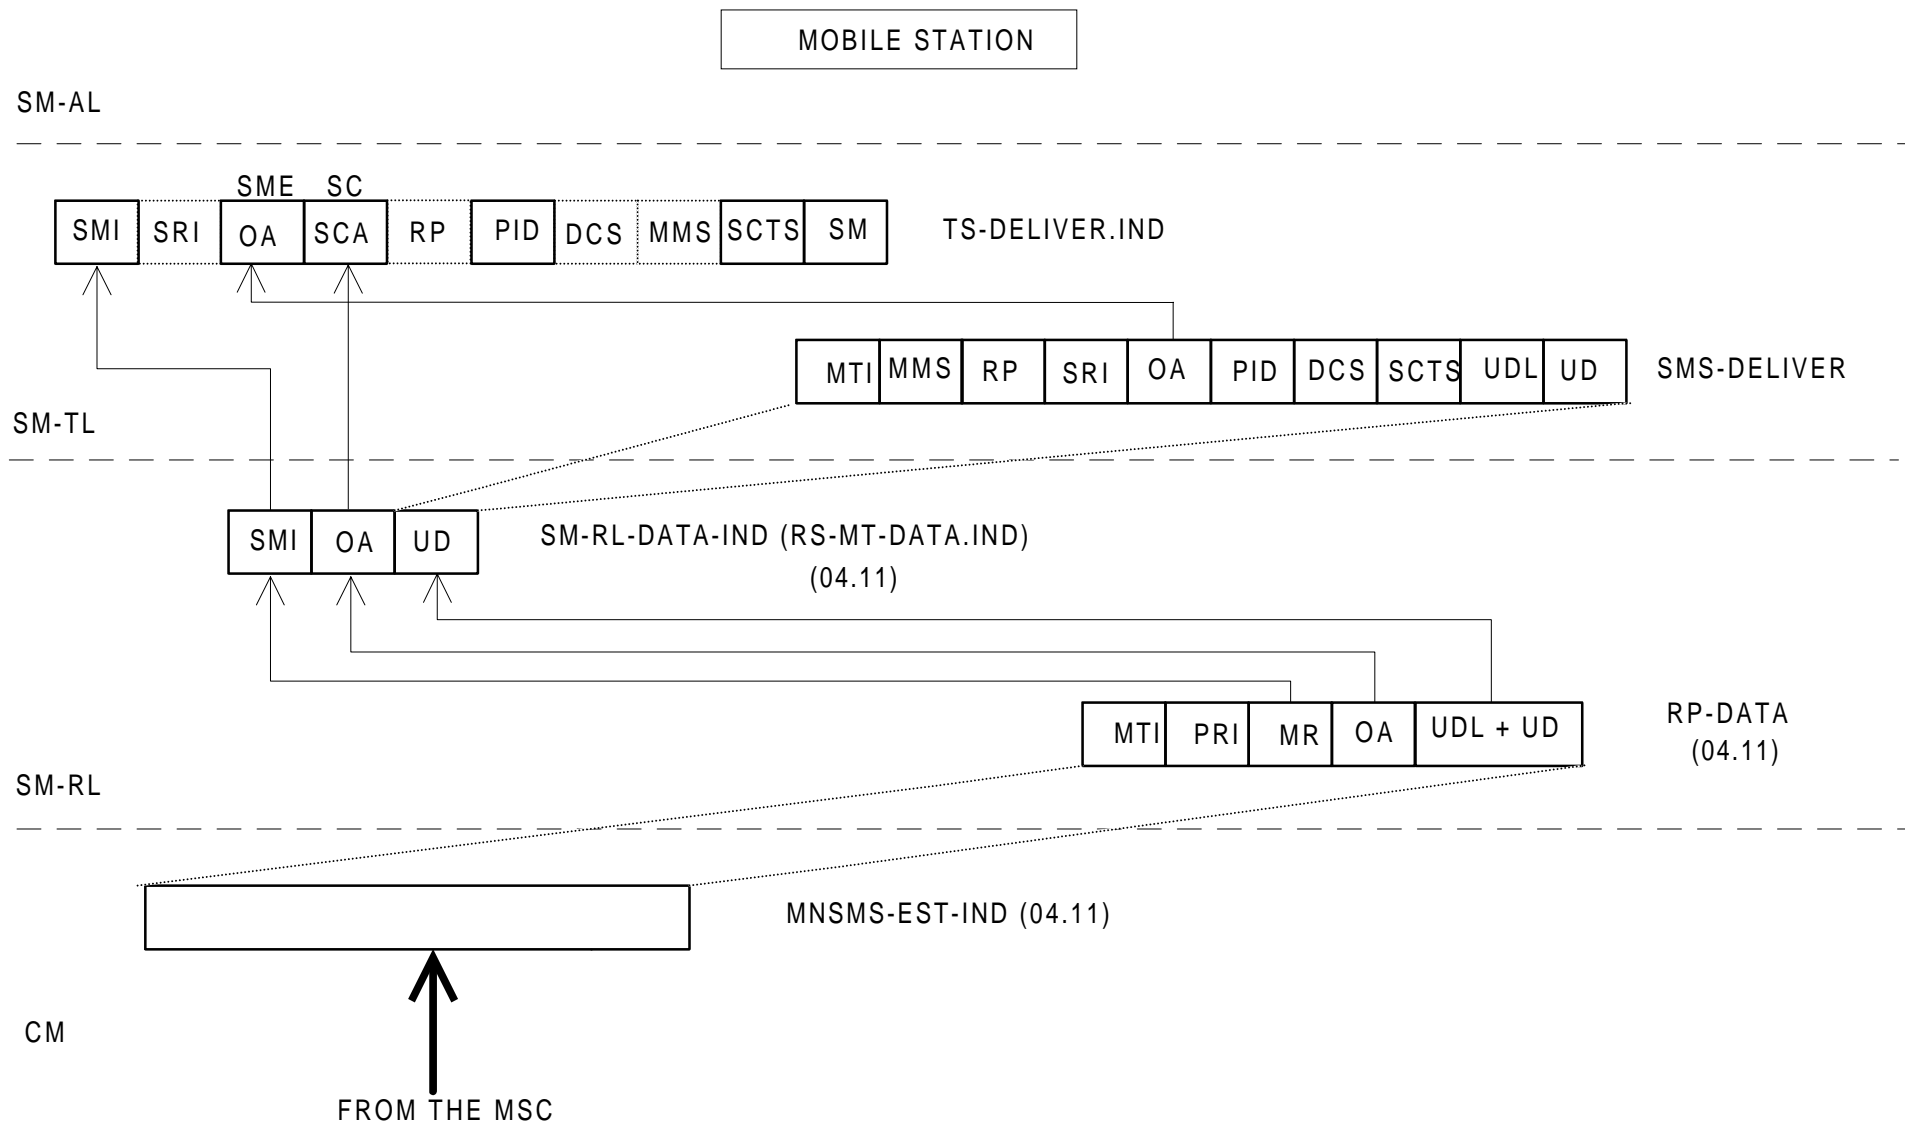 MOBILE STATION
SM-AL
SME SC
SMI SRI OA SCA RP PID DCS MMS SCTS SM TS-DELIVER.IND
MTI MMS RP SRI OA PID DCS SCTS UDL UD SMS-DELIVER
SM-TL
SMI OA UD SM-RL-DATA-IND (RS-MT-DATA.IND)
(04.11)
MTI PRI MR OA UDL + UD RP-DATA
(04.11)
SM-RL
MNSMS-EST-IND (04.11)
CM
FROM THE MSC